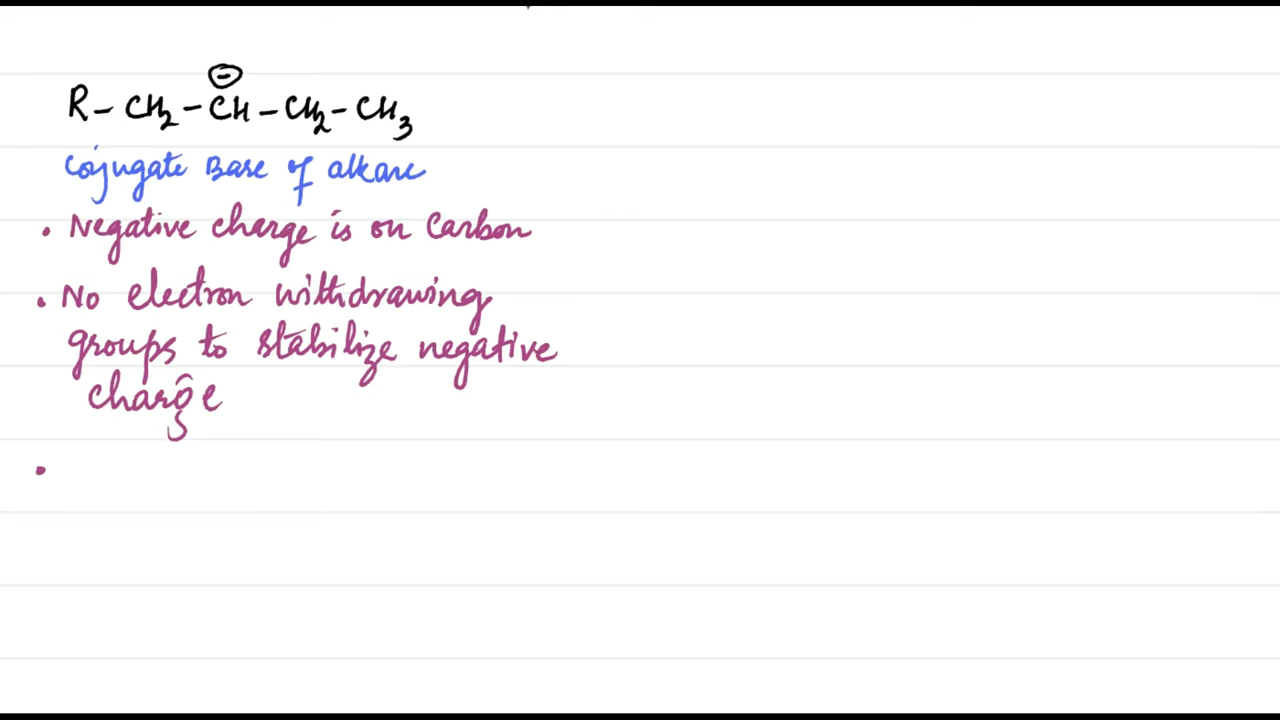 R - CH₂ - CH⊖ - CH₂ - CH₃
Conjugate Base of alkane
• Negative charge is on Carbon
• No electron withdrawing
groups to stabilize negative
charge
•